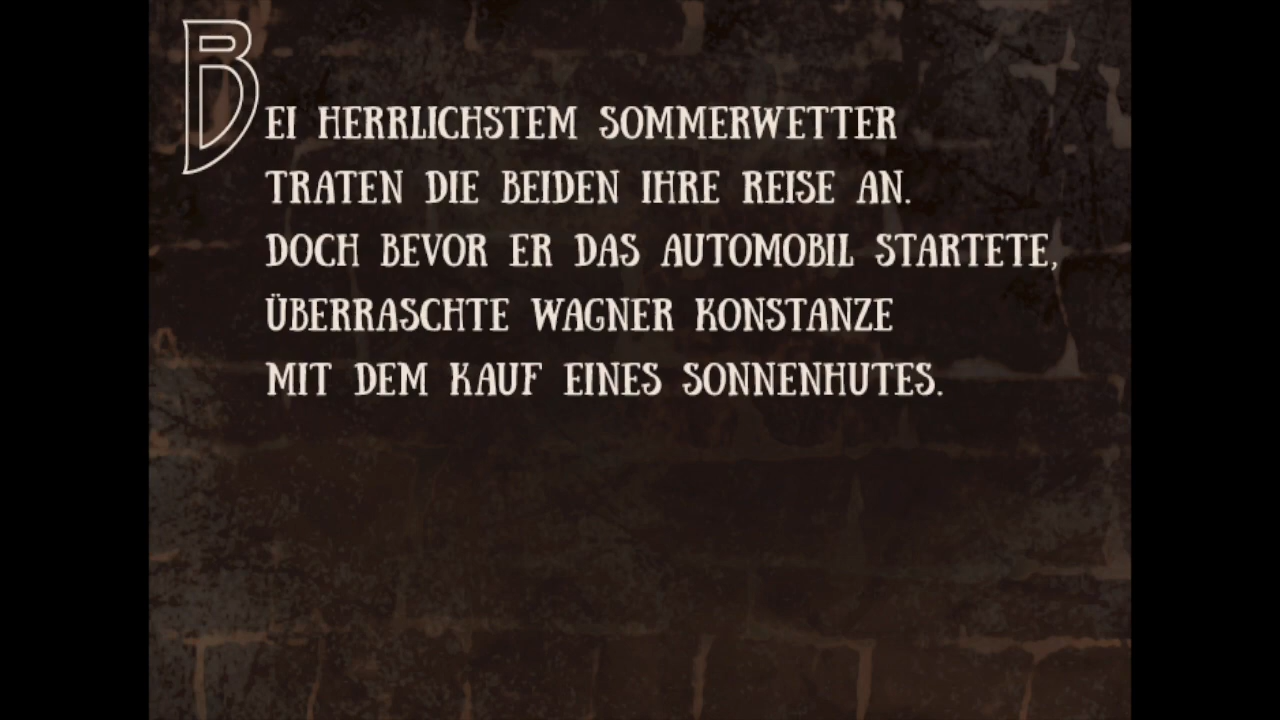 BEI HERRLICHSTEM SOMMERWETTER
TRATEN DIE BEIDEN IHRE REISE AN.
DOCH BEVOR ER DAS AUTOMOBIL STARTETE,
ÜBERRASCHTE WAGNER KONSTANZE
MIT DEM KAUF EINES SONNENHUTES.